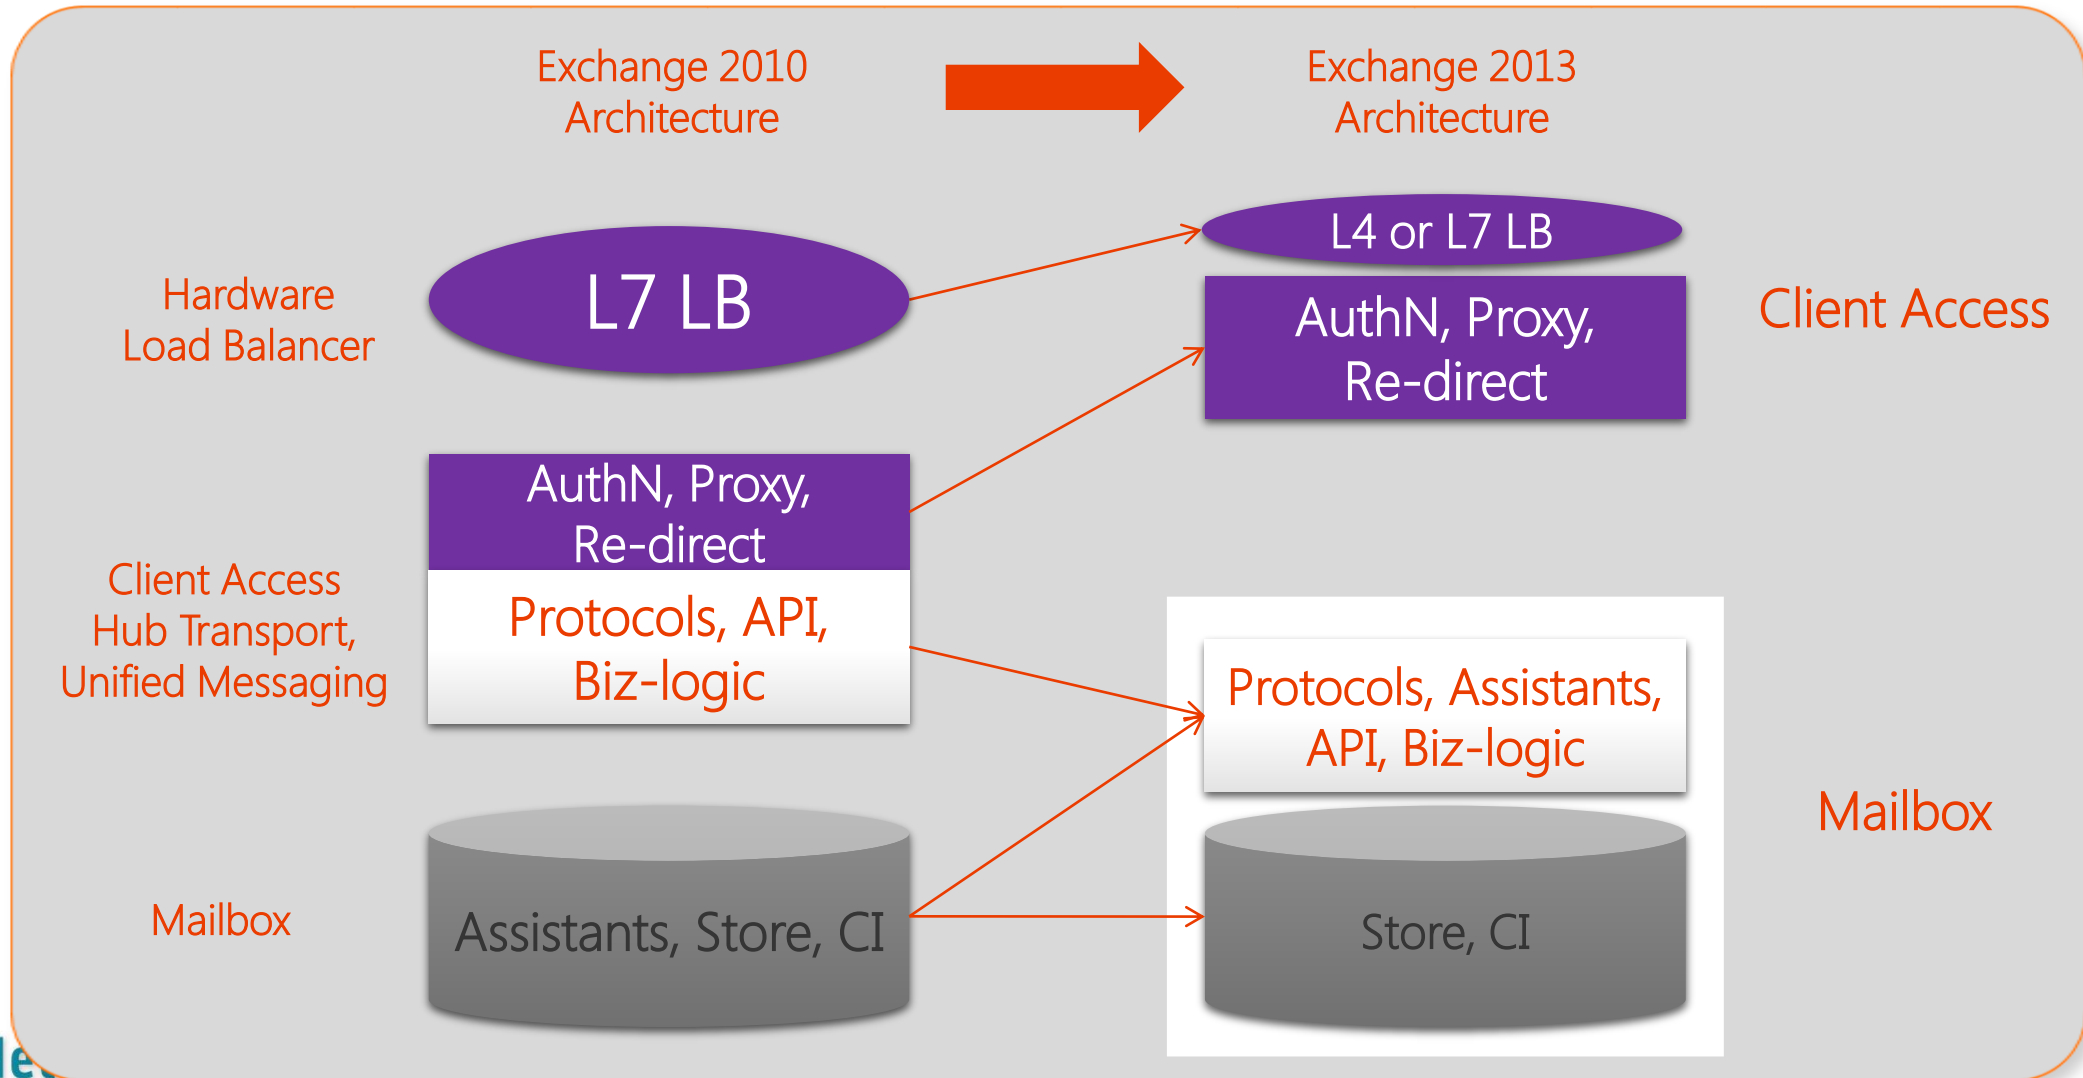 Exchange 2010
Architecture
Exchange 2013
Architecture
Hardware
Load Balancer
L7 LB
L4 or L7 LB
AuthN, Proxy,
Re-direct
Client Access
Client Access
Hub Transport,
Unified Messaging
AuthN, Proxy,
Re-direct
Protocols, API,
Biz-logic
Protocols, Assistants,
API, Biz-logic
Mailbox
Mailbox
Assistants, Store, CI
Store, CI